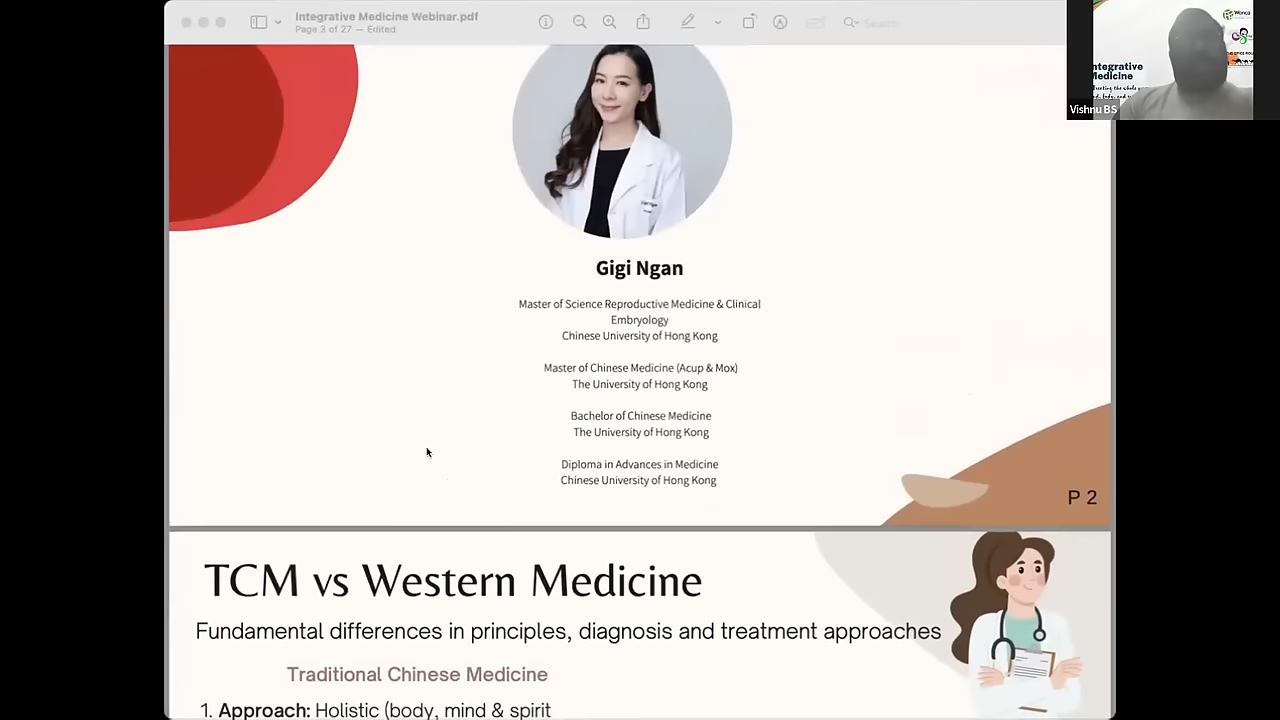 Integrative Medicine Webinar.pdf
Page 3 of 27 — Edited
Search
Wonca
Integrative
Medicine
Vishnu BS
Gigi Ngan
Master of Science Reproductive Medicine & Clinical
Embryology
Chinese University of Hong Kong
Master of Chinese Medicine (Acup & Mox)
The University of Hong Kong
Bachelor of Chinese Medicine
The University of Hong Kong
Diploma in Advances in Medicine
Chinese University of Hong Kong
P 2
TCM vs Western Medicine
Fundamental differences in principles, diagnosis and treatment approaches
Traditional Chinese Medicine
1. Approach: Holistic (body, mind & spirit